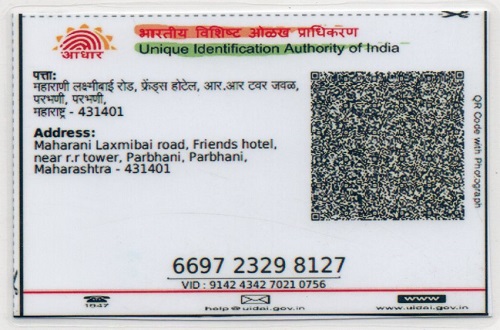 भारतीय विशिष्ट ओळख प्राधिकरण
Unique Identification Authority of India
आधार
पत्ता:
महाराणी लक्ष्मीबाई रोड, फ्रेंड्स होटेल, आर.आर टवर जवळ,
परभणी, परभणी,
महाराष्ट्र - 431401
Address:
Maharani Laxmibai road, Friends hotel,
near r.r tower, Parbhani, Parbhani,
Maharashtra - 431401
QR Code with Photograph
6697 2329 8127
VID : 9142 4342 7021 0756
1947
help@uidai.gov.in
www
www.uidai.gov.in